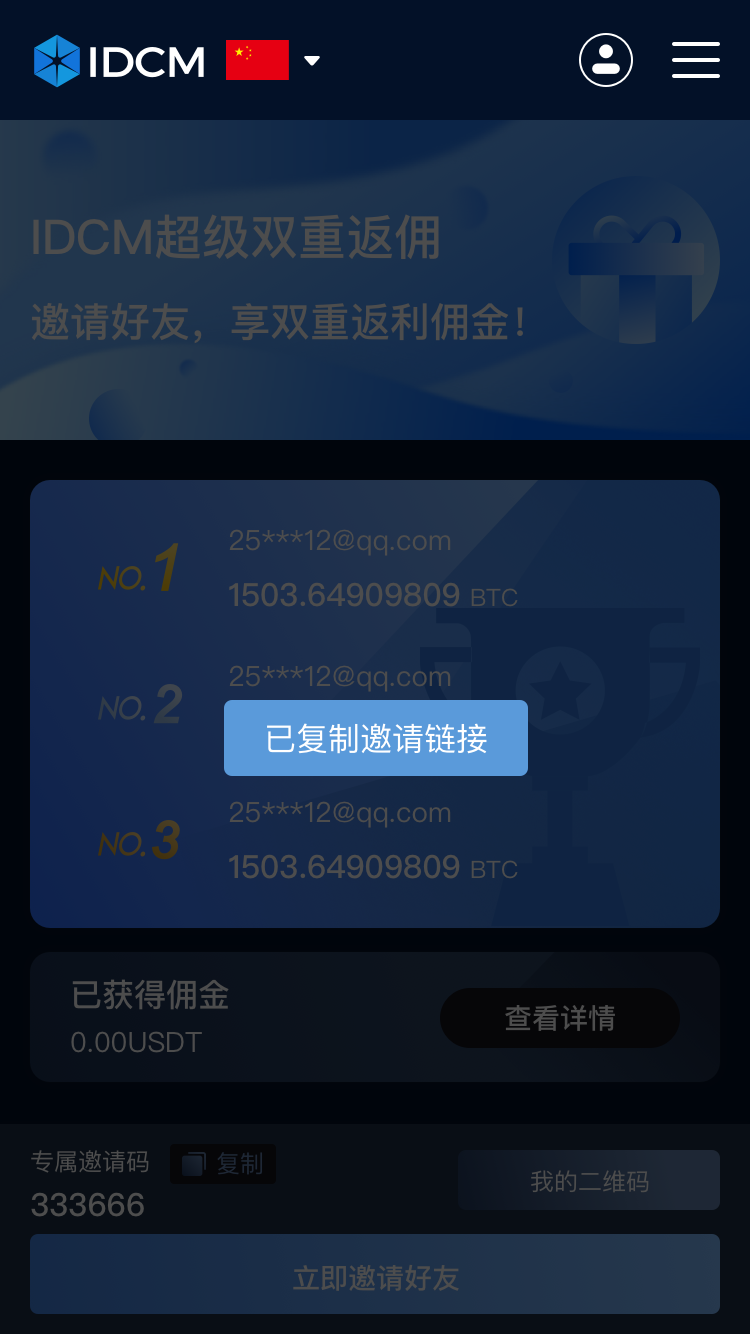 IDCM
IDCM超级双重返佣
邀请好友，享双重返利佣金！
NO.1
25***12@qq.com
1503.64909809 BTC
NO.2
25***12@qq.com
已复制邀请链接
NO.3
25***12@qq.com
1503.64909809 BTC
已获得佣金
0.00USDT
查看详情
专属邀请码
复制
333666
我的二维码
立即邀请好友